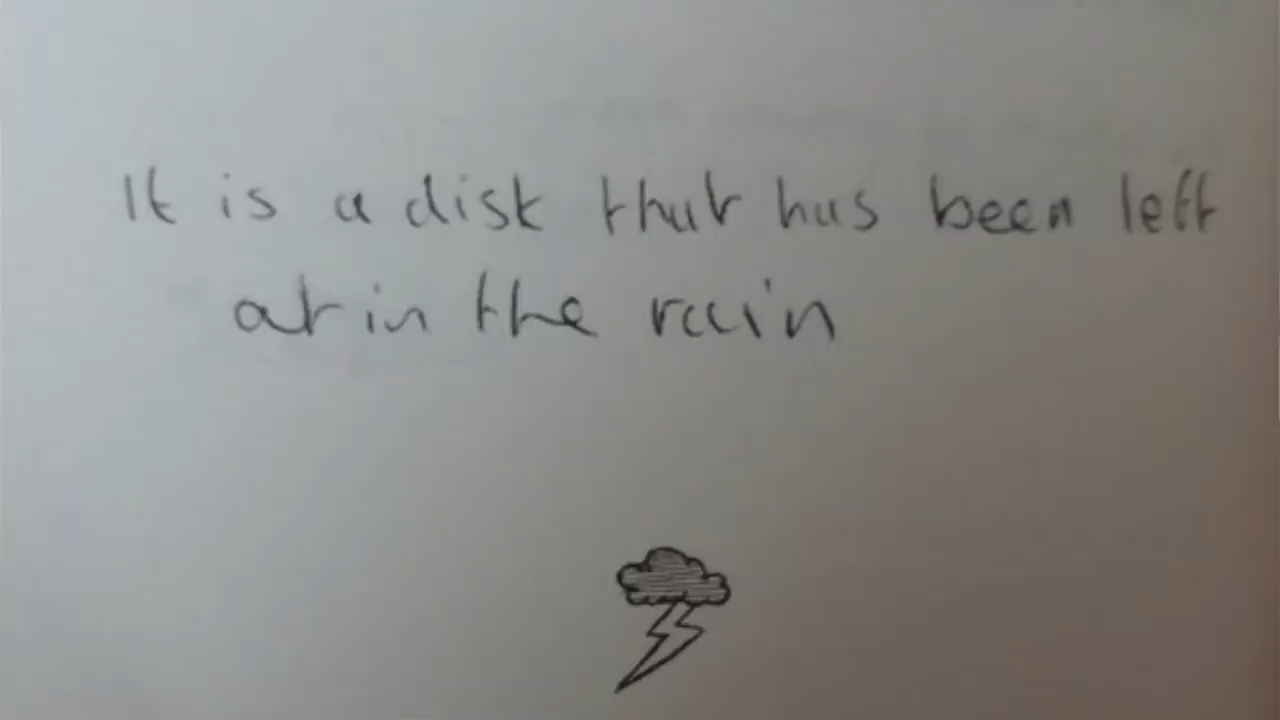 It is a disk that has been left
out in the rain